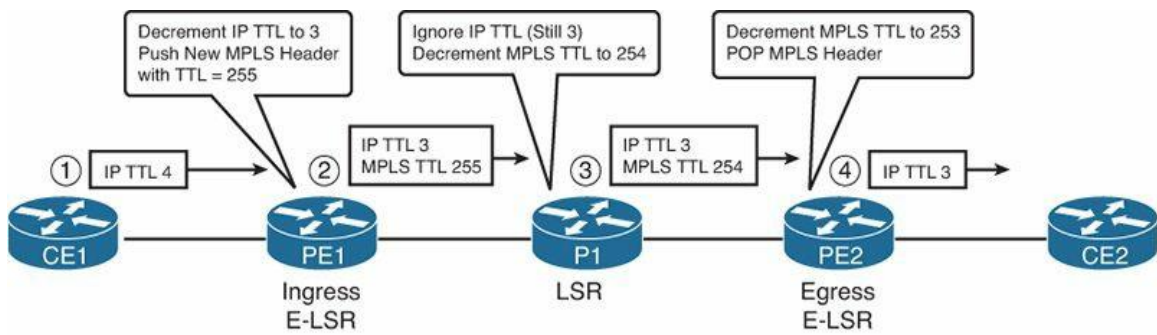 Decrement IP TTL to 3
Push New MPLS Header
with TTL = 255
Ignore IP TTL (Still 3)
Decrement MPLS TTL to 254
Decrement MPLS TTL to 253
POP MPLS Header
1
IP TTL 4
2
IP TTL 3
MPLS TTL 255
3
IP TTL 3
MPLS TTL 254
4
IP TTL 3
CE1
PE1
P1
PE2
CE2
Ingress
E-LSR
LSR
Egress
E-LSR